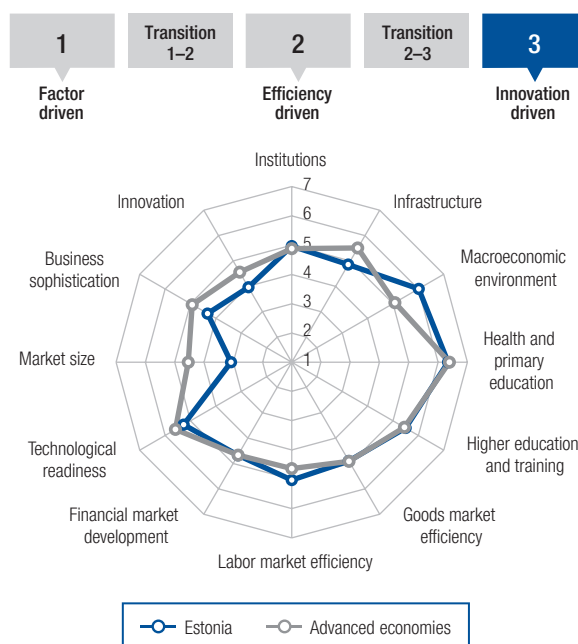 1
Transition
1–2
2
Transition
2–3
3
Factor
driven
Efficiency
driven
Innovation
driven
Institutions
Innovation
7
Infrastructure
6
5
Business
sophistication
4
Macroeconomic
environment
3
2
Market size
1
Health and
primary
education
Technological
readiness
Higher education
and training
Financial market
development
Goods market
efficiency
Labor market efficiency
Estonia
Advanced economies